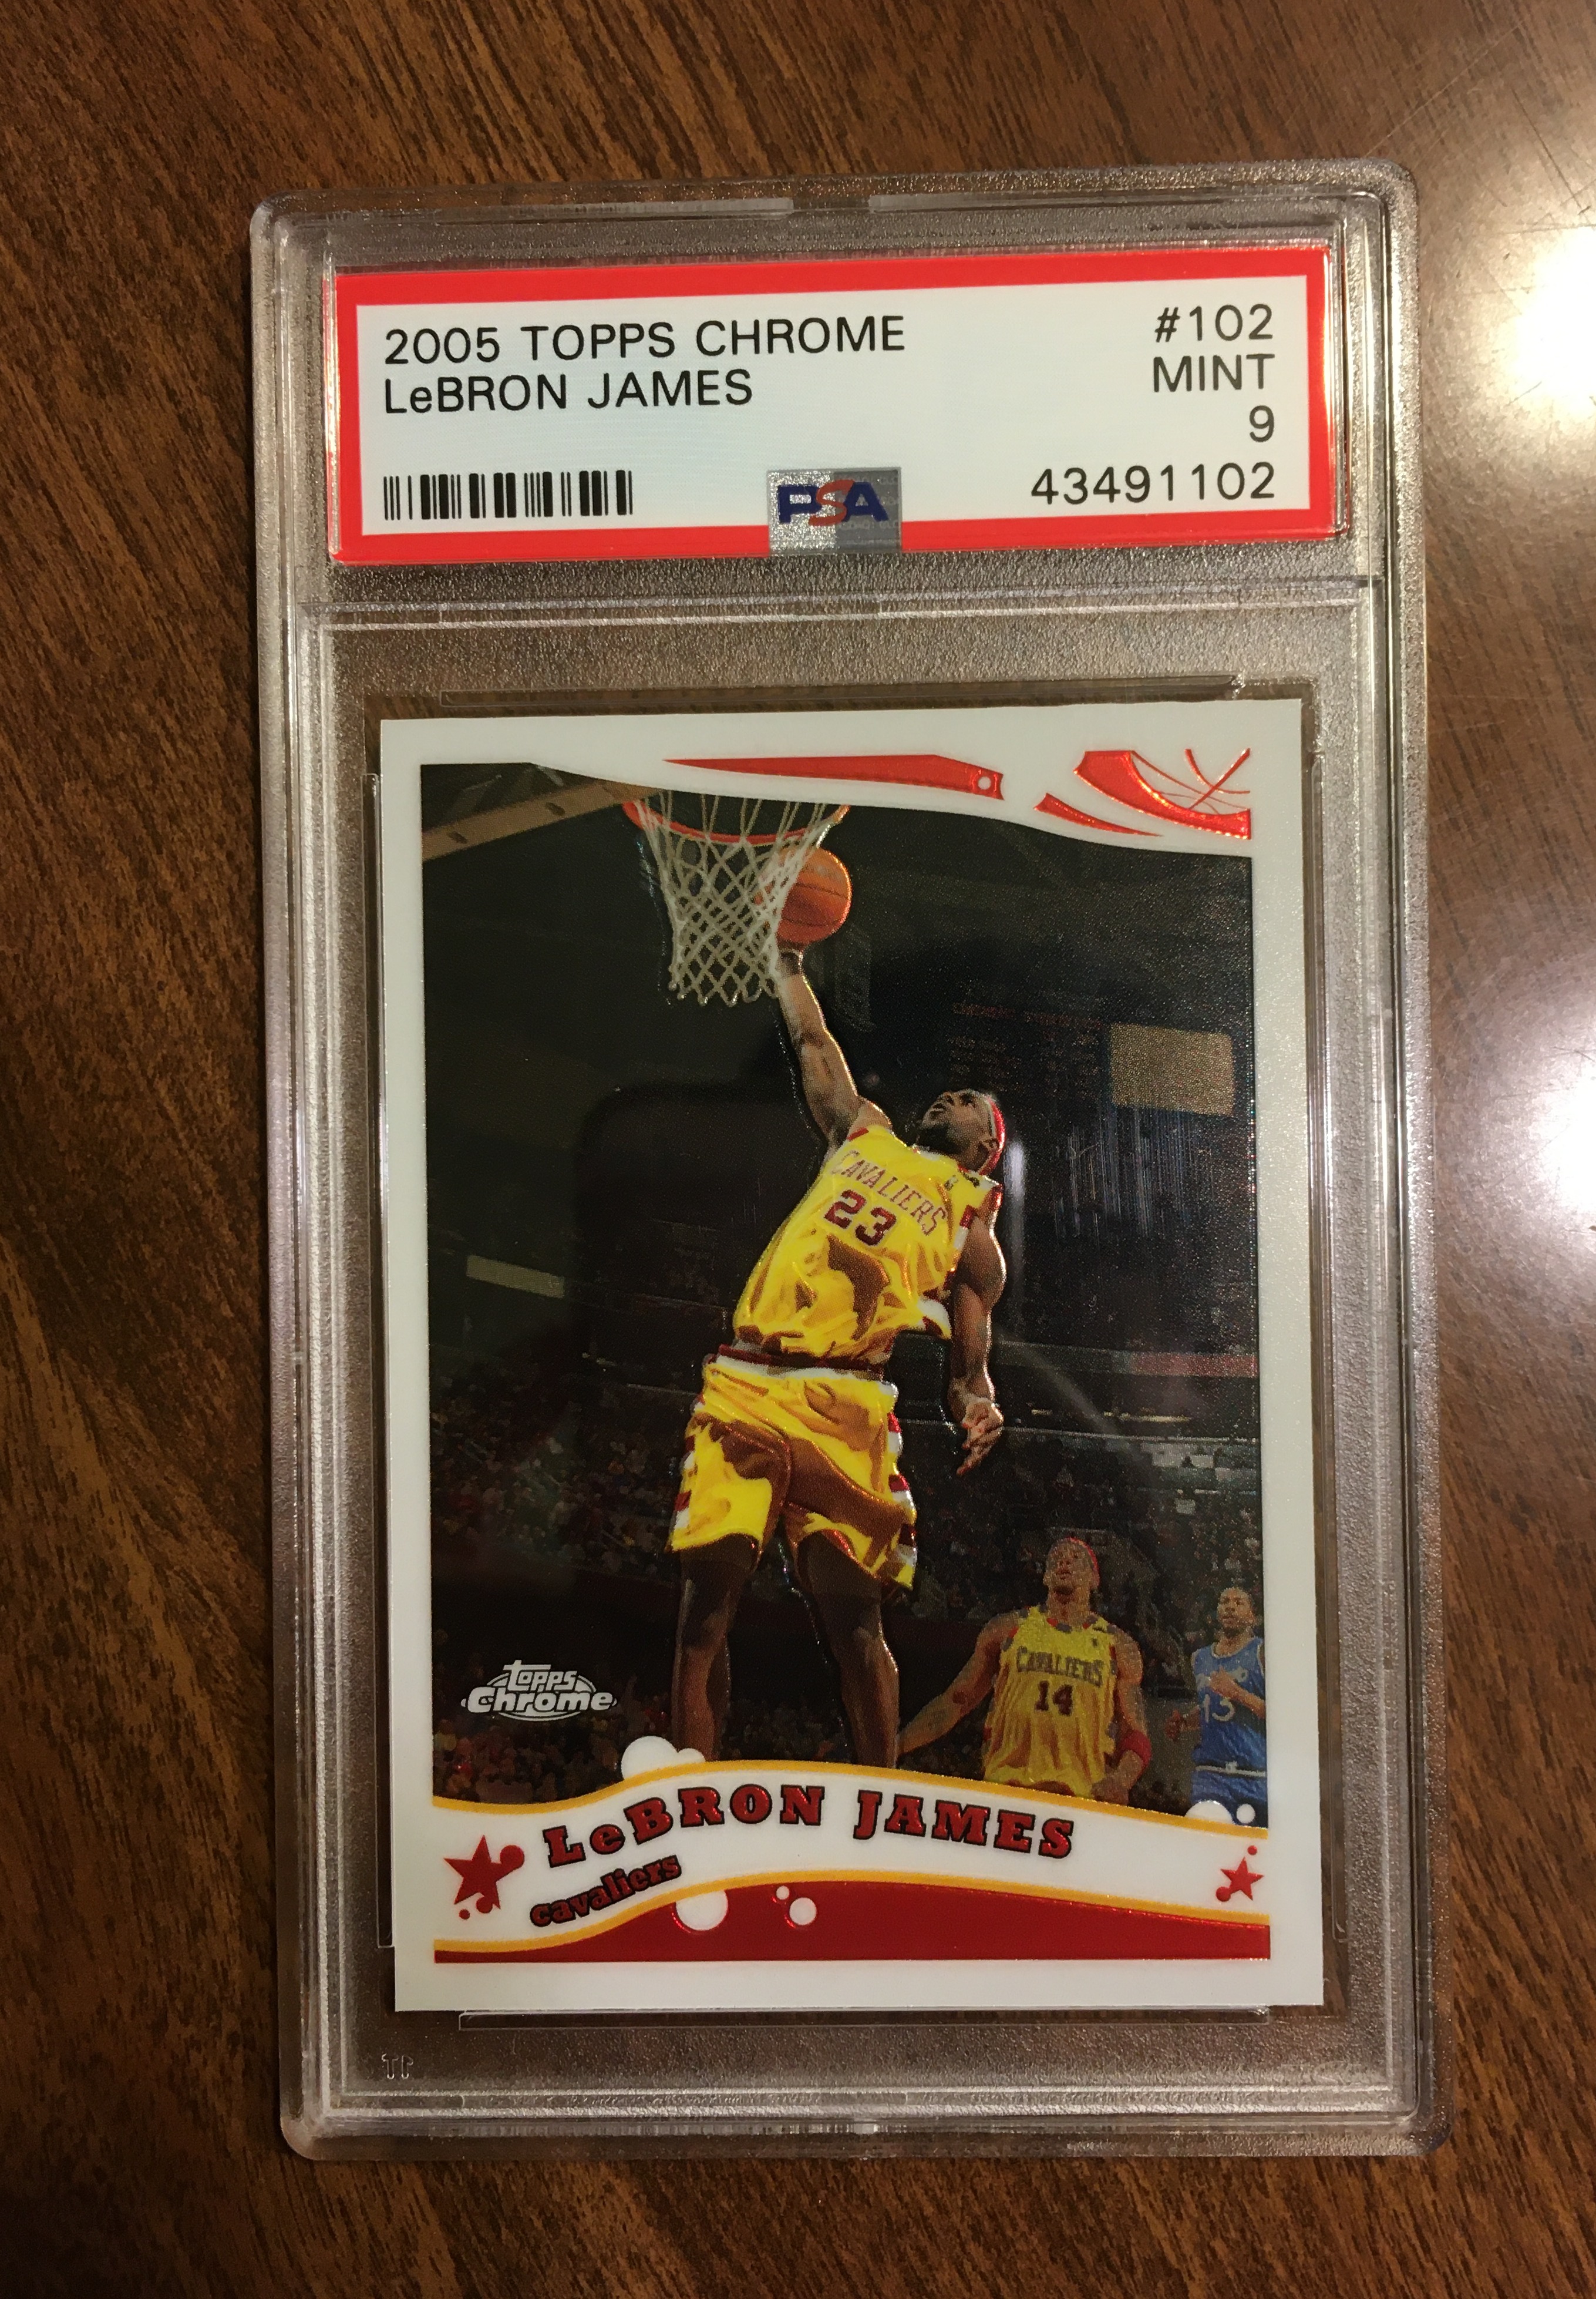 2005 TOPPS CHROME #102
LeBRON JAMES MINT
9
43491102
PSA
CAVALIERS
23
CAVALIERS
14
13
topps
Chrome
LeBRON JAMES
cavaliers